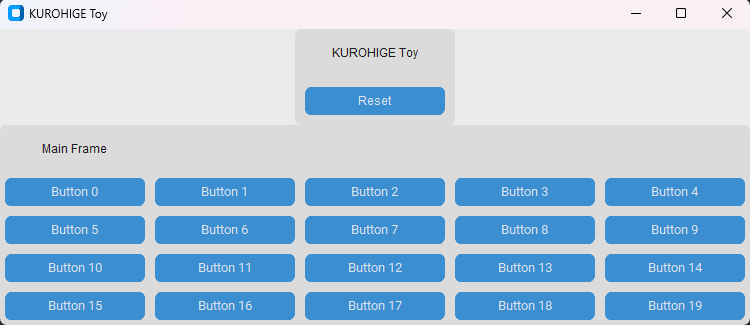 KUROHIGE Toy
KUROHIGE Toy
Reset
Main Frame
Button 0 Button 1 Button 2 Button 3 Button 4
Button 5 Button 6 Button 7 Button 8 Button 9
Button 10 Button 11 Button 12 Button 13 Button 14
Button 15 Button 16 Button 17 Button 18 Button 19